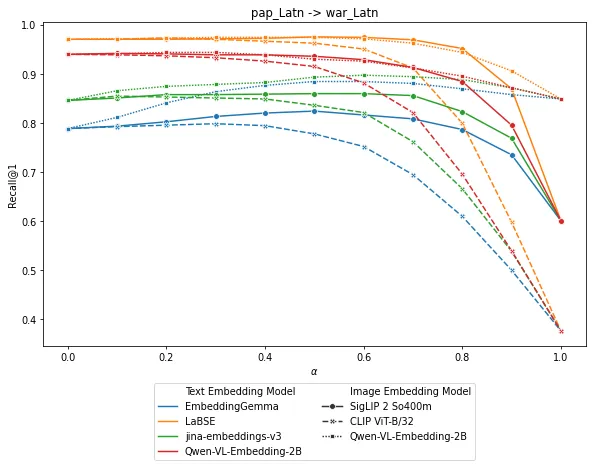 pap_Latn -> war_Latn
1.0
0.9
0.8
0.7
0.6
0.5
0.4
Recall@1
0.0 0.2 0.4 0.6 0.8 1.0
α
Text Embedding Model Image Embedding Model
EmbeddingGemma SigLIP 2 So400m
LaBSE CLIP ViT-B/32
jina-embeddings-v3 Qwen-VL-Embedding-2B
Qwen-VL-Embedding-2B